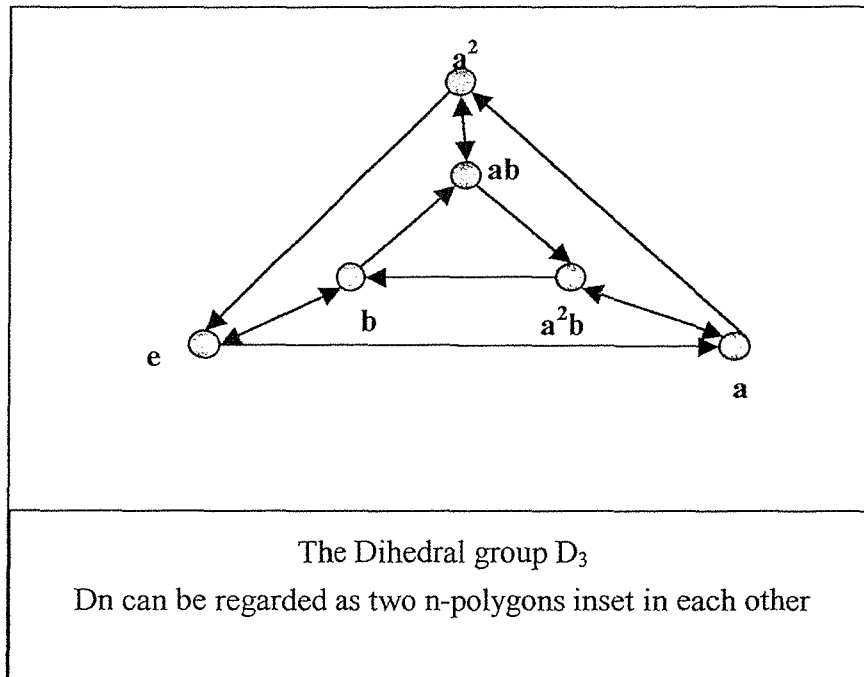 a²
ab
b
a²b
e
a
The Dihedral group D₃
Dn can be regarded as two n-polygons inset in each other